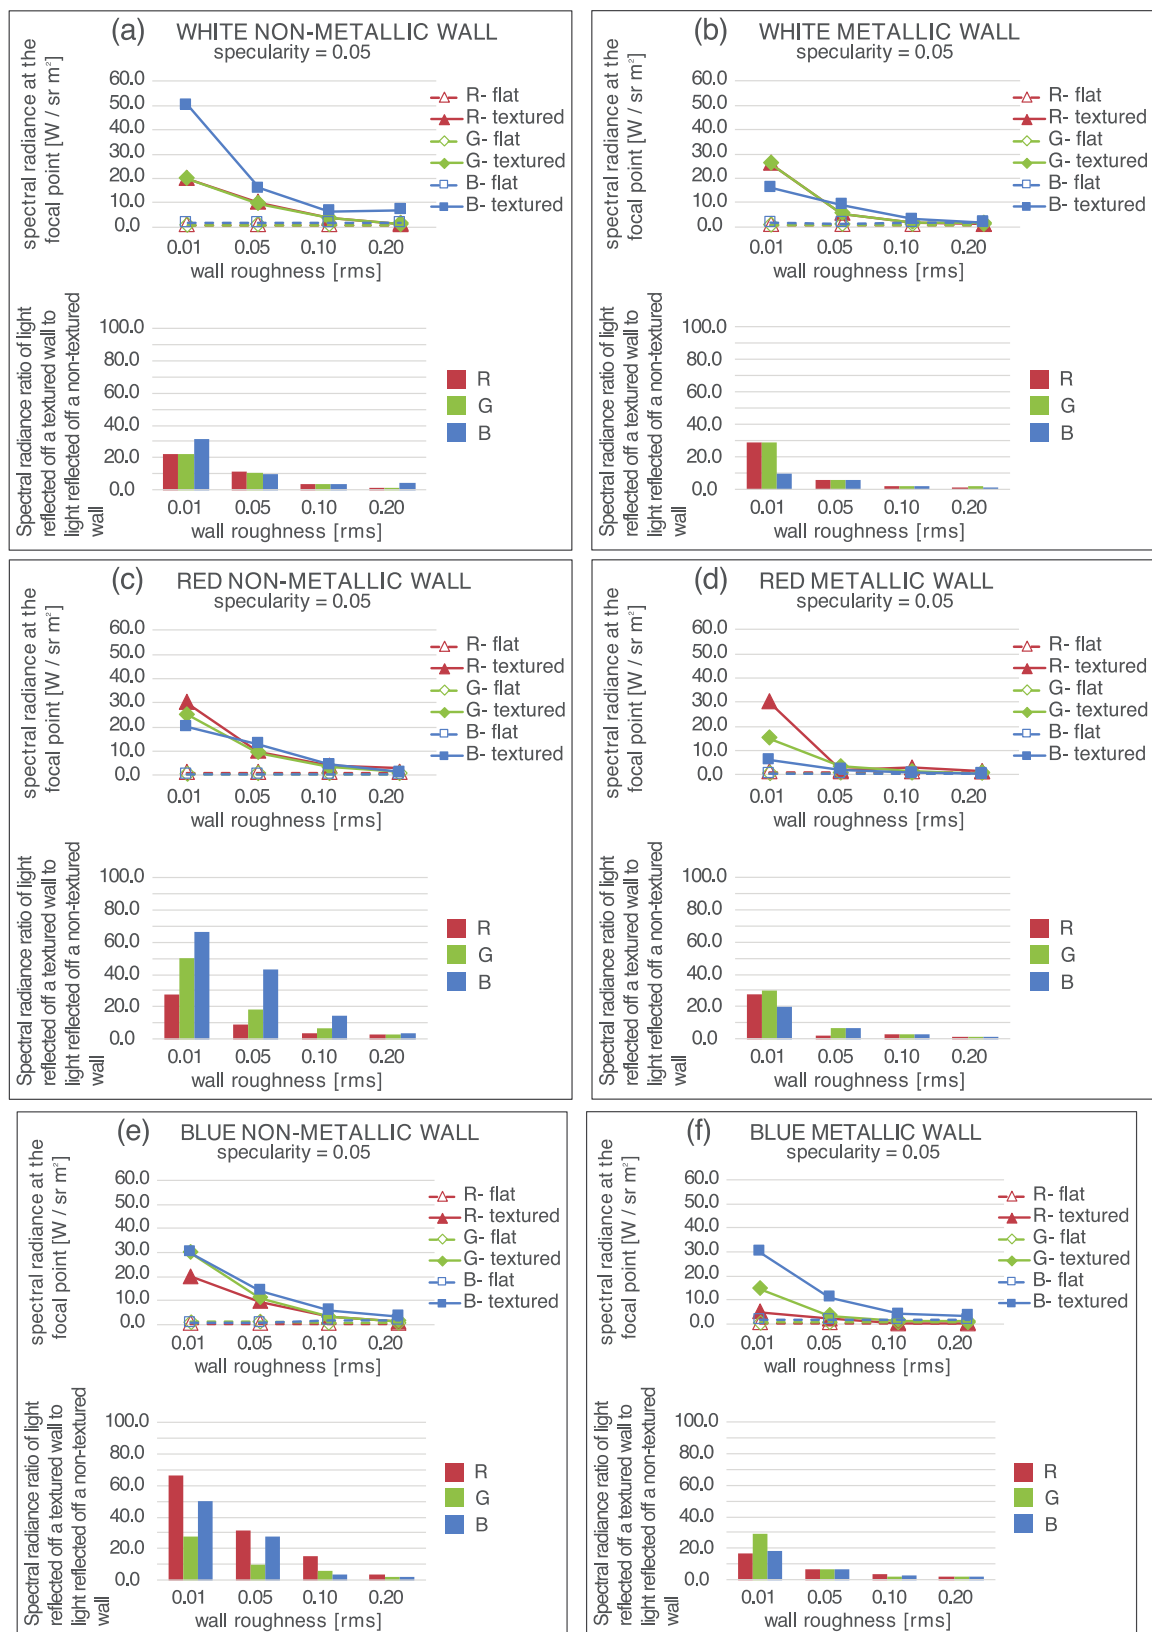 (a) WHITE NON-METALLIC WALL
specularity = 0.05
spectral radiance at the
focal point [W / sr m²]
60.0
50.0
40.0
30.0
20.0
10.0
0.0
0.01 0.05 0.10 0.20
wall roughness [rms]
R- flat
R- textured
G- flat
G- textured
B- flat
B- textured
Spectral radiance ratio of light
reflected off a textured wall to
light reflected off a non-textured
wall
100.0
80.0
60.0
40.0
20.0
0.0
0.01 0.05 0.10 0.20
wall roughness [rms]
R
G
B
(b) WHITE METALLIC WALL
specularity = 0.05
spectral radiance at the
focal point [W / sr m²]
60.0
50.0
40.0
30.0
20.0
10.0
0.0
0.01 0.05 0.10 0.20
wall roughness [rms]
R- flat
R- textured
G- flat
G- textured
B- flat
B- textured
Spectral radiance ratio of light
reflected off a textured wall to
light reflected off a non-textured
wall
100.0
80.0
60.0
40.0
20.0
0.0
0.01 0.05 0.10 0.20
wall roughness [rms]
R
G
B
(c) RED NON-METALLIC WALL
specularity = 0.05
spectral radiance at the
focal point [W / sr m²]
60.0
50.0
40.0
30.0
20.0
10.0
0.0
0.01 0.05 0.10 0.20
wall roughness [rms]
R- flat
R- textured
G- flat
G- textured
B- flat
B- textured
Spectral radiance ratio of light
reflected off a textured wall to
light reflected off a non-textured
wall
100.0
80.0
60.0
40.0
20.0
0.0
0.01 0.05 0.10 0.20
wall roughness [rms]
R
G
B
(d) RED METALLIC WALL
specularity = 0.05
spectral radiance at the
focal point [W / sr m²]
60.0
50.0
40.0
30.0
20.0
10.0
0.0
0.01 0.05 0.10 0.20
wall roughness [rms]
R- flat
R- textured
G- flat
G- textured
B- flat
B- textured
Spectral radiance ratio of light
reflected off a textured wall to
light reflected off a non-textured
wall
100.0
80.0
60.0
40.0
20.0
0.0
0.01 0.05 0.10 0.20
wall roughness [rms]
R
G
B
(e) BLUE NON-METALLIC WALL
specularity = 0.05
spectral radiance at the
focal point [W / sr m²]
60.0
50.0
40.0
30.0
20.0
10.0
0.0
0.01 0.05 0.10 0.20
wall roughness [rms]
R- flat
R- textured
G- flat
G- textured
B- flat
B- textured
Spectral radiance ratio of light
reflected off a textured wall to
light reflected off a non-textured
wall
100.0
80.0
60.0
40.0
20.0
0.0
0.01 0.05 0.10 0.20
wall roughness [rms]
R
G
B
(f) BLUE METALLIC WALL
specularity = 0.05
spectral radiance at the
focal point [W / sr m²]
60.0
50.0
40.0
30.0
20.0
10.0
0.0
0.01 0.05 0.10 0.20
wall roughness [rms]
R- flat
R- textured
G- flat
G- textured
B- flat
B- textured
Spectral radiance ratio of light
reflected off a textured wall to
light reflected off a non-textured
wall
100.0
80.0
60.0
40.0
20.0
0.0
0.01 0.05 0.10 0.20
wall roughness [rms]
R
G
B